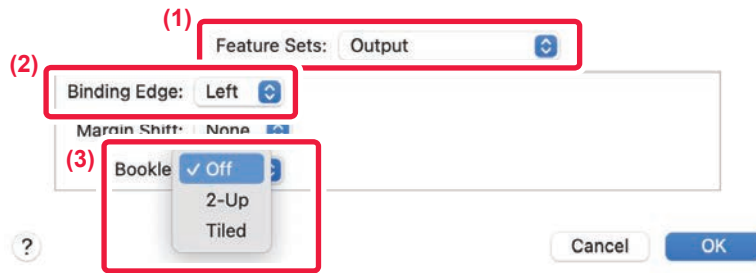 (1)
Feature Sets: Output
(2)
Binding Edge: Left
Margin Shift: None
(3)
Bookle ✓ Off
2-Up
Tiled
? Cancel OK